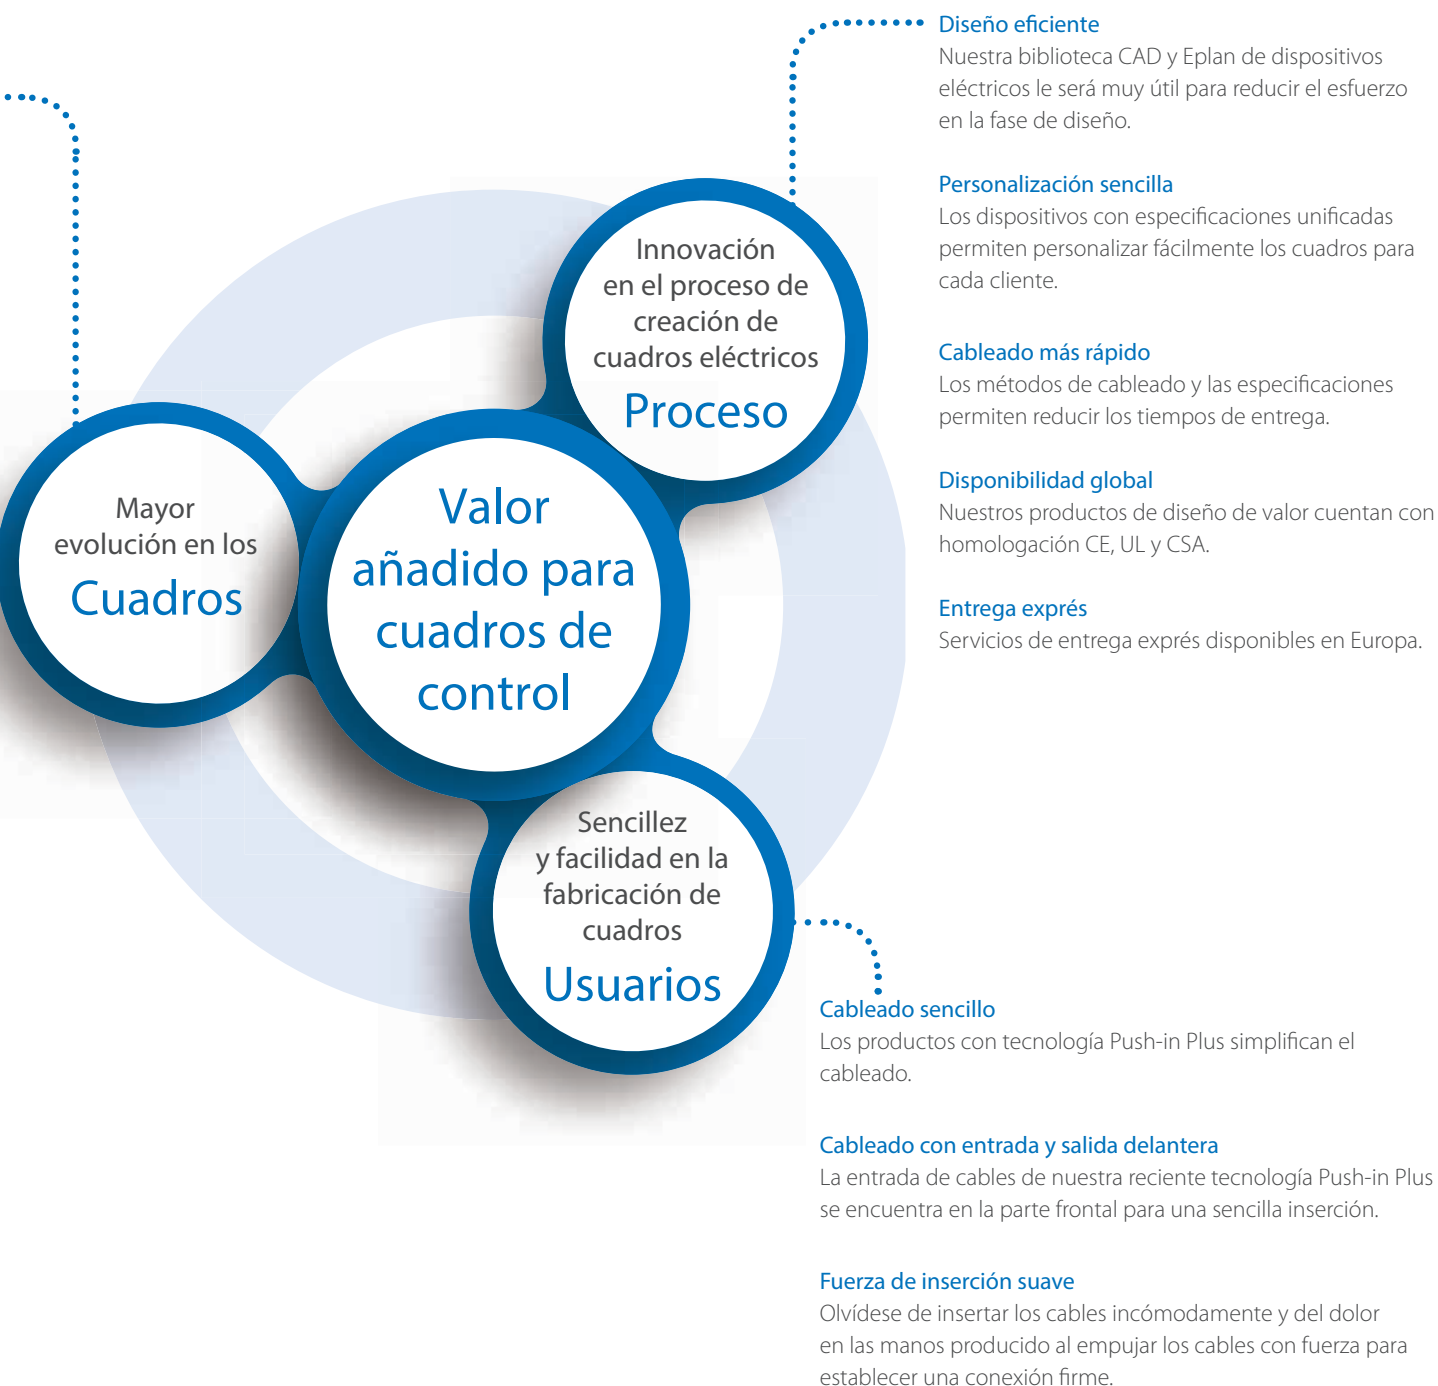 Diseño eficiente
Nuestra biblioteca CAD y Eplan de dispositivos
eléctricos le será muy útil para reducir el esfuerzo
en la fase de diseño.
Personalización sencilla
Los dispositivos con especificaciones unificadas
permiten personalizar fácilmente los cuadros para
cada cliente.
Cableado más rápido
Los métodos de cableado y las especificaciones
permiten reducir los tiempos de entrega.
Disponibilidad global
Nuestros productos de diseño de valor cuentan con
homologación CE, UL y CSA.
Entrega exprés
Servicios de entrega exprés disponibles en Europa.
Innovación
en el proceso de
creación de
cuadros eléctricos
Proceso
Mayor
evolución en los
Cuadros
Valor
añadido para
cuadros de
control
Sencillez
y facilidad en la
fabricación de
cuadros
Usuarios
Cableado sencillo
Los productos con tecnología Push-in Plus simplifican el
cableado.
Cableado con entrada y salida delantera
La entrada de cables de nuestra reciente tecnología Push-in Plus
se encuentra en la parte frontal para una sencilla inserción.
Fuerza de inserción suave
Olvídese de insertar los cables incómodamente y del dolor
en las manos producido al empujar los cables con fuerza para
establecer una conexión firme.